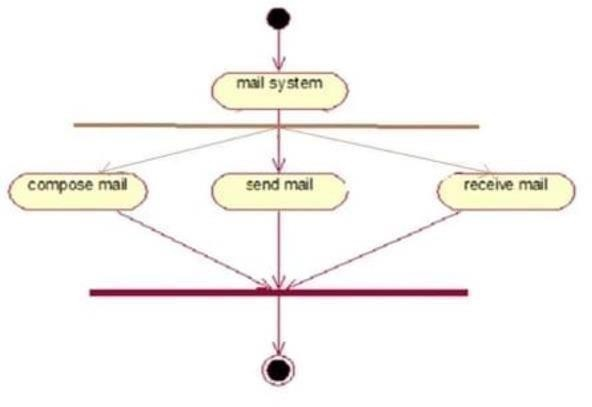 mail system
compose mail
send mail
receive mail